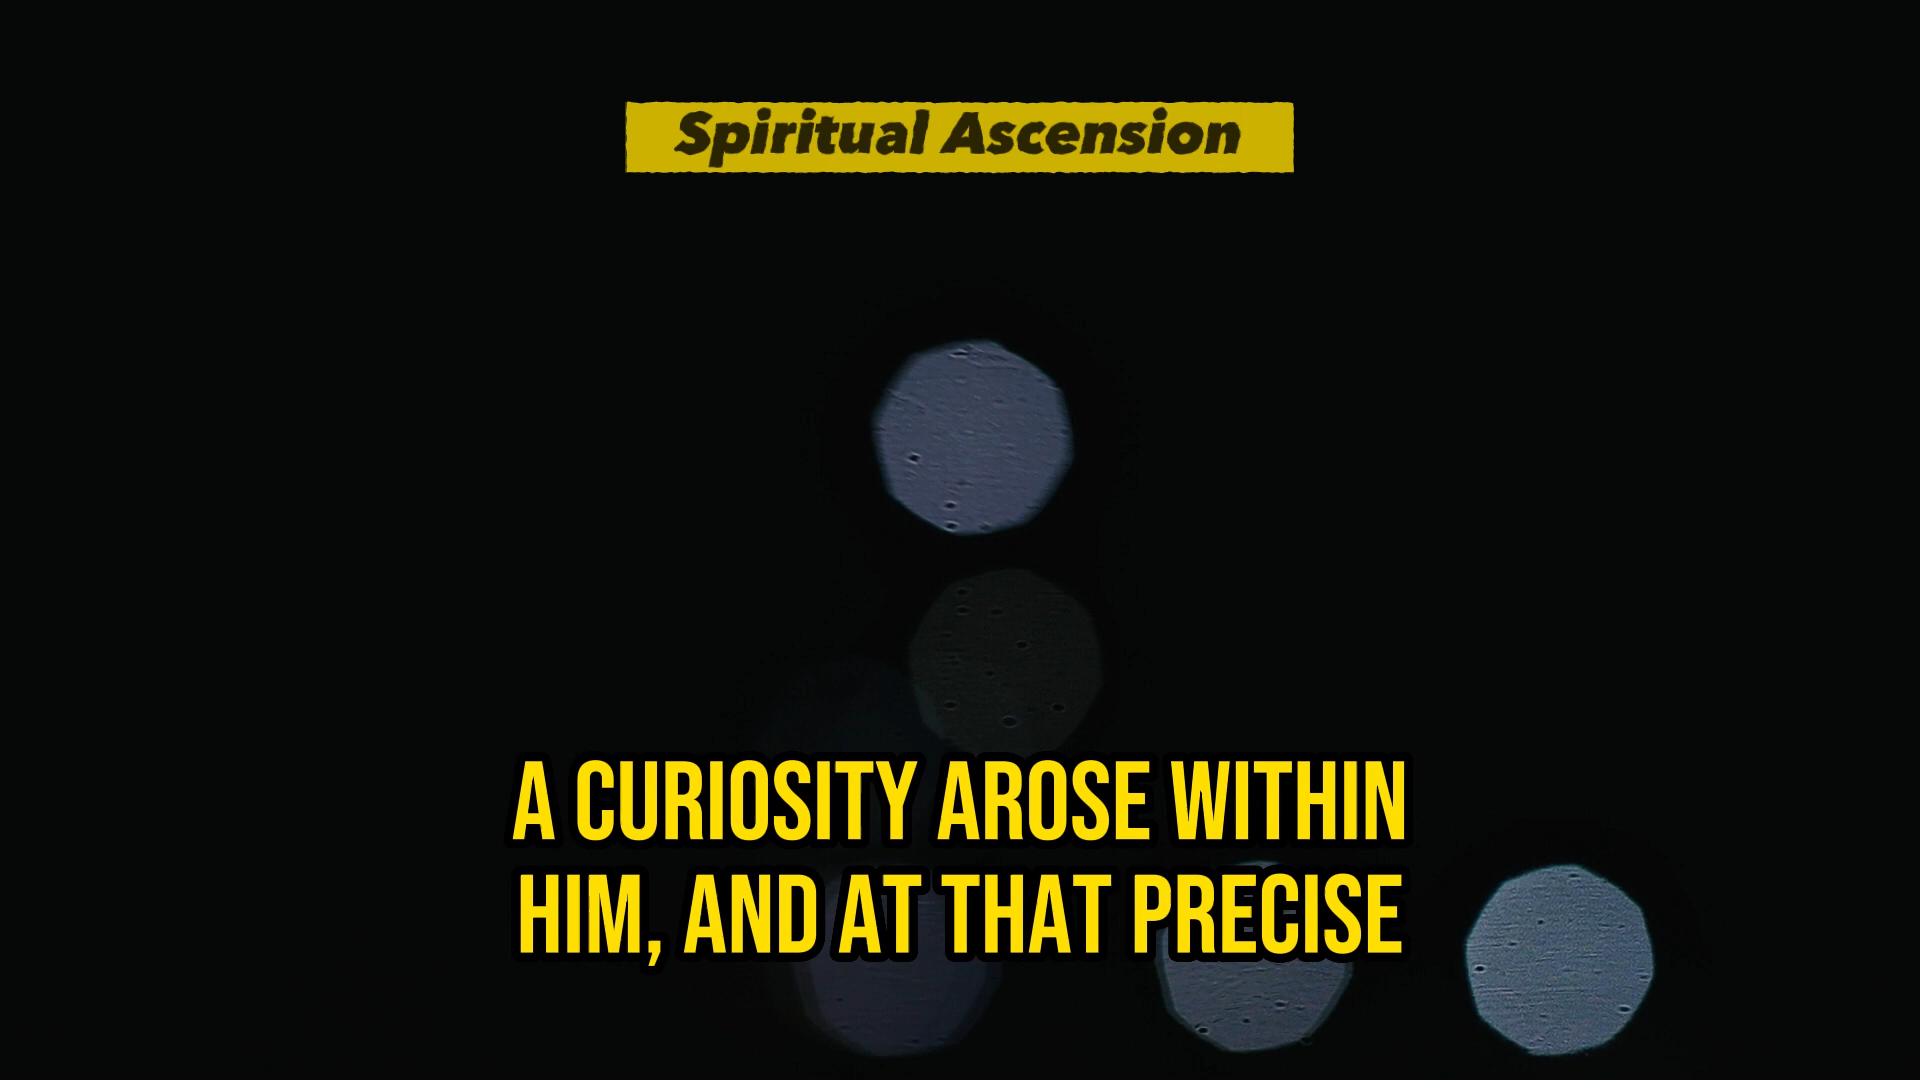 Spiritual Ascension
A CURIOSITY AROSE WITHIN
HIM, AND AT THAT PRECISE